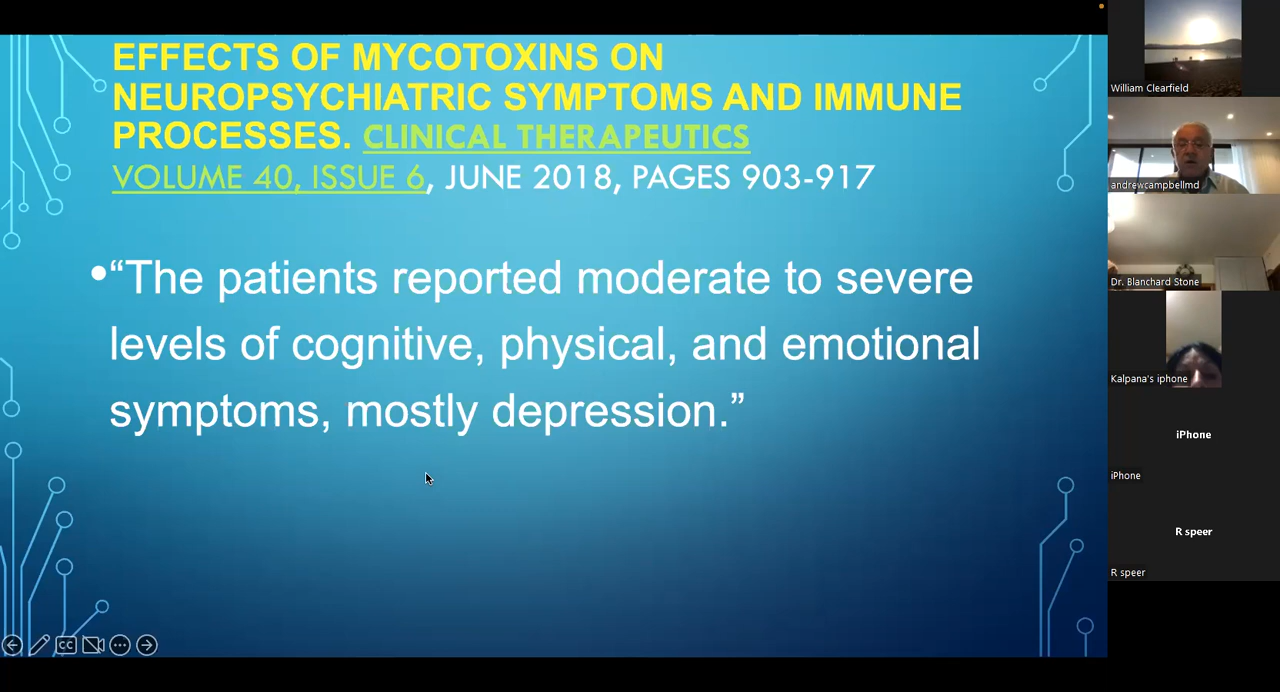 EFFECTS OF MYCOTOXINS ON
NEUROPSYCHIATRIC SYMPTOMS AND IMMUNE
PROCESSES. CLINICAL THERAPEUTICS
VOLUME 40, ISSUE 6, JUNE 2018, PAGES 903-917
•“The patients reported moderate to severe
levels of cognitive, physical, and emotional
symptoms, mostly depression.”
CC
William Clearfield
andrewcampbellmd
Dr. Blanchard Stone
Kalpana's iphone
iPhone
iPhone
R speer
R speer